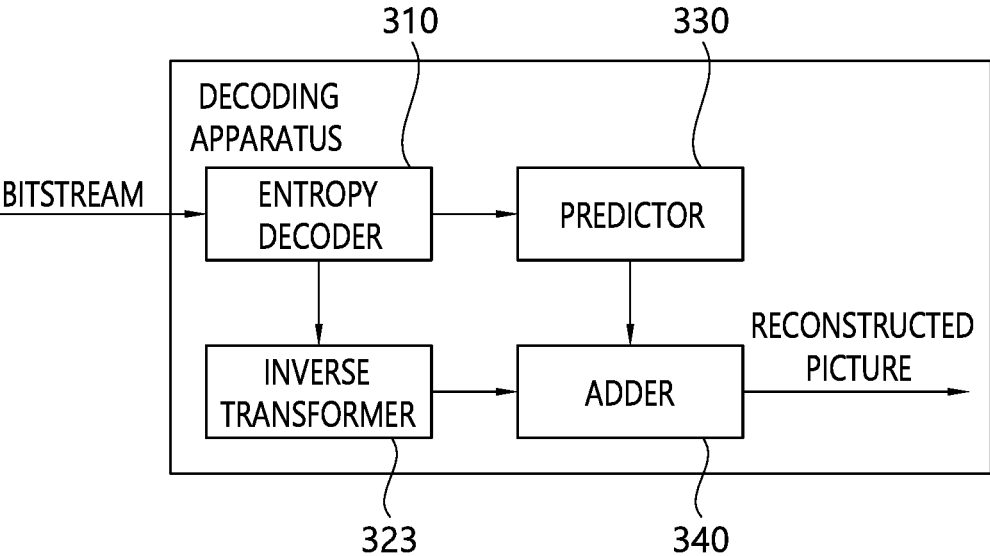 310
330
DECODING
APPARATUS
BITSTREAM
ENTROPY
DECODER
PREDICTOR
RECONSTRUCTED
PICTURE
INVERSE
TRANSFORMER
ADDER
323
340